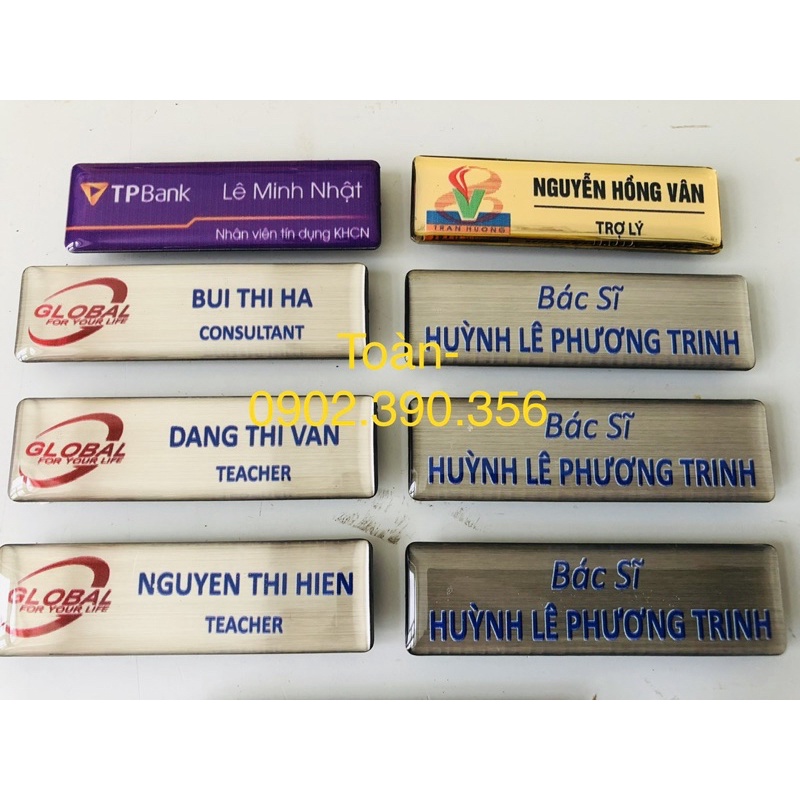 TPBank
Lê Minh Nhật
Nhân viên tín dụng KHCN
TRAN HUONG
NGUYỄN HỒNG VÂN
TRỢ LÝ
GLOBAL
FOR YOUR LIFE
BUI THI HA
CONSULTANT
Bác Sĩ
HUỲNH LÊ PHƯƠNG TRINH
Toàn-
0902.390.356
GLOBAL
FOR YOUR LIFE
DANG THI VAN
TEACHER
Bác Sĩ
HUỲNH LÊ PHƯƠNG TRINH
GLOBAL
FOR YOUR LIFE
NGUYEN THI HIEN
TEACHER
Bác Sĩ
HUỲNH LÊ PHƯƠNG TRINH